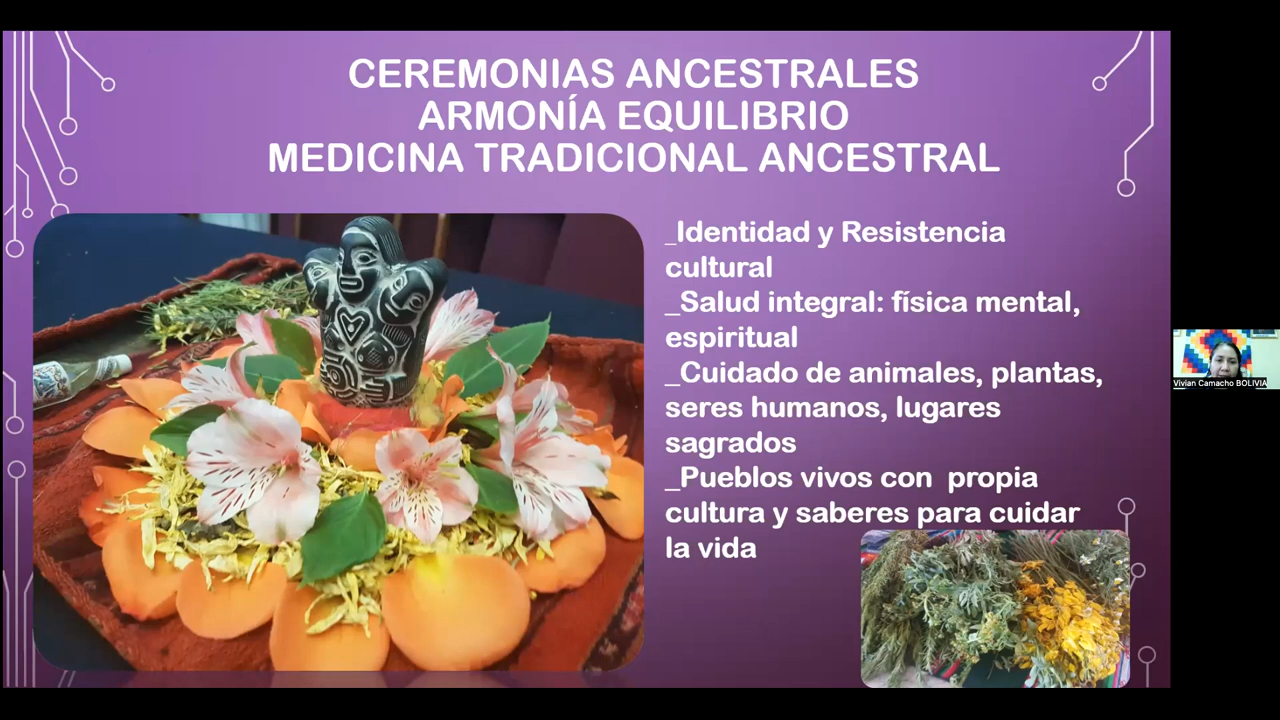 CEREMONIAS ANCESTRALES
ARMONÍA EQUILIBRIO
MEDICINA TRADICIONAL ANCESTRAL
_Identidad y Resistencia
cultural
_Salud integral: física mental,
espiritual
_Cuidado de animales, plantas,
seres humanos, lugares
sagrados
_Pueblos vivos con  propia
cultura y saberes para cuidar
la vida
Vivian Camacho BOLIVIA